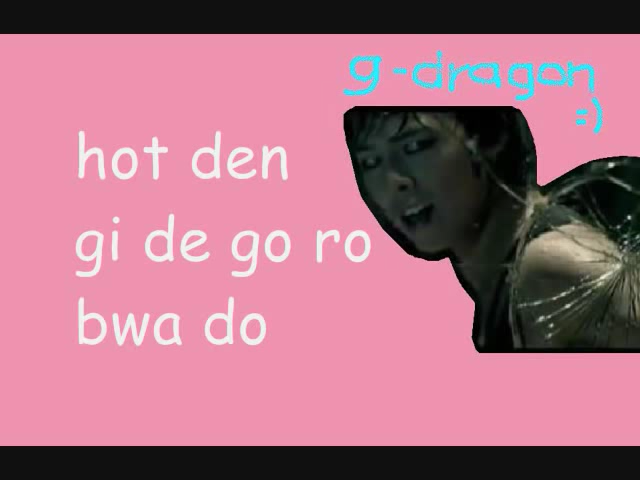 g-dragon
=)
hot den
gi de go ro
bwa do